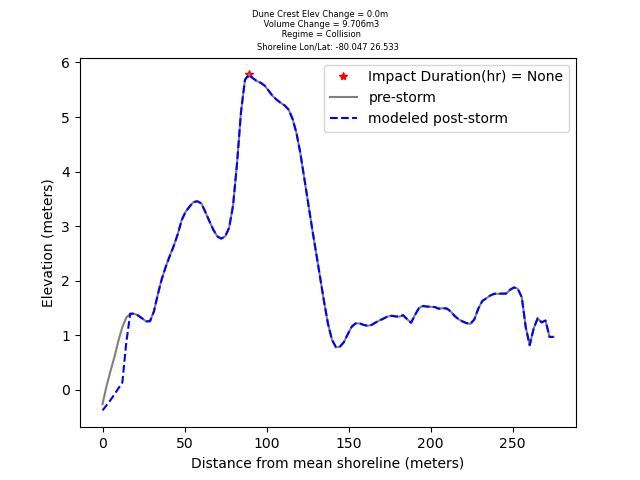 Dune Crest Elev Change = 0.0m
Volume Change = 9.706m3
Regime = Collision
Shoreline Lon/Lat: -80.047 26.533
Impact Duration(hr) = None
pre-storm
modeled post-storm
6
5
4
3
2
1
0
Elevation (meters)
0 50 100 150 200 250
Distance from mean shoreline (meters)